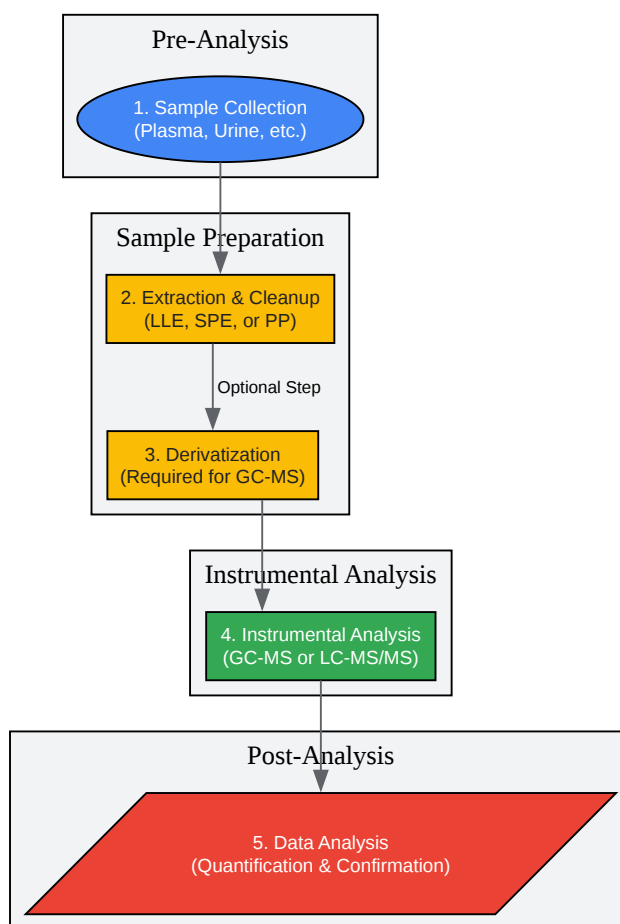 Pre-Analysis
1. Sample Collection
(Plasma, Urine, etc.)
Sample Preparation
2. Extraction & Cleanup
(LLE, SPE, or PP)
Optional Step
3. Derivatization
(Required for GC-MS)
Instrumental Analysis
4. Instrumental Analysis
(GC-MS or LC-MS/MS)
Post-Analysis
5. Data Analysis
(Quantification & Confirmation)